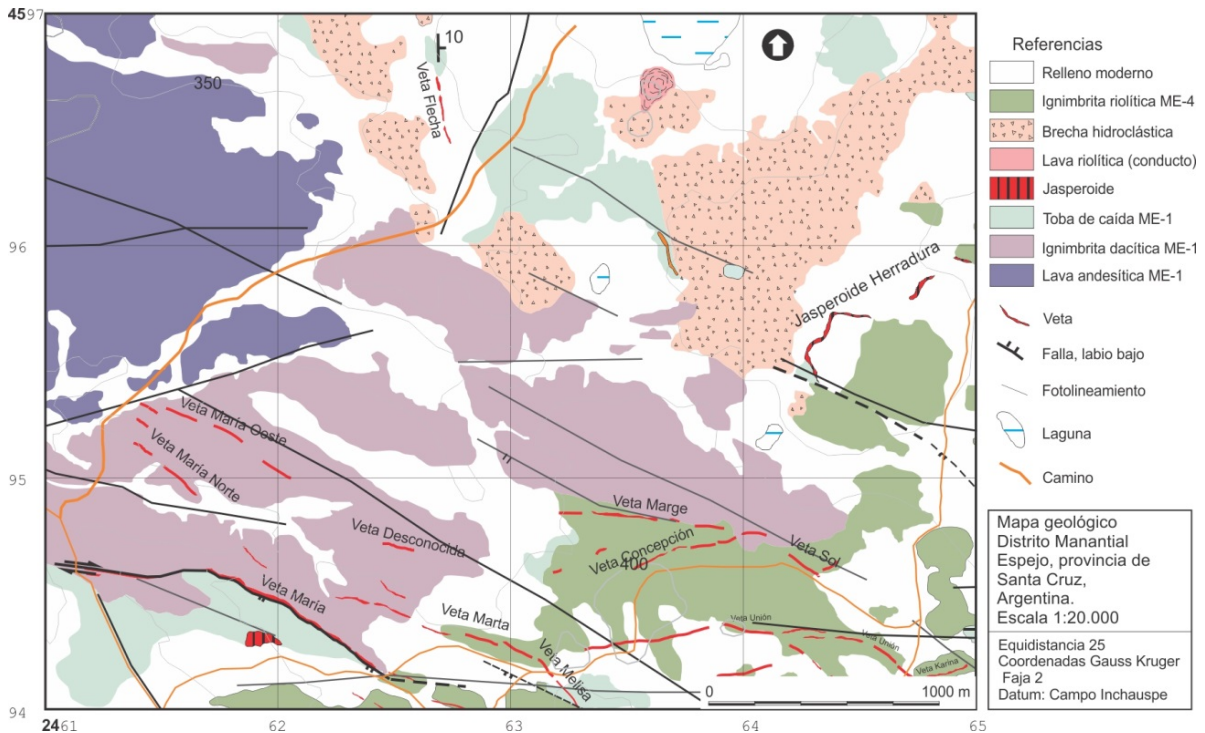 4597
96
95
94
2461
62
63
64
65
350
10
Veta Flecha
Jasperoide Herradura
Veta María Oeste
Veta María Norte
Veta Desconocida
Veta Marge
Veta Concepción
400
Veta Sol
Veta María
Veta Marta
Veta Melisa
Veta Unión
Veta Unión
Veta Karina
0
1000 m
Referencias
Relleno moderno
Ignimbrita riolítica ME-4
Brecha hidroclástica
Lava riolítica (conducto)
Jasperoide
Toba de caída ME-1
Ignimbrita dacítica ME-1
Lava andesítica ME-1
Veta
Falla, labio bajo
Fotolineamiento
Laguna
Camino
Mapa geológico
Distrito Manantial
Espejo, provincia de
Santa Cruz,
Argentina.
Escala 1:20.000
Equidistancia 25
Coordenadas Gauss Kruger
Faja 2
Datum: Campo Inchauspe